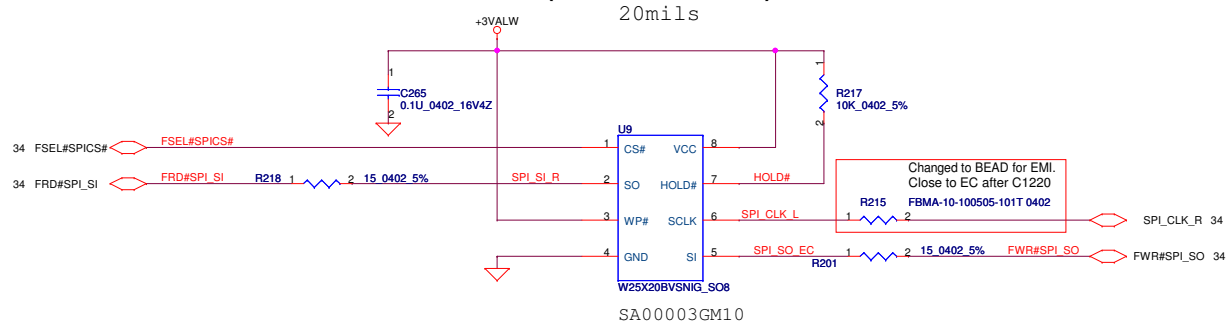 20mils
+3VALW
1
C265
0.1U_0402_16V4Z
2
1
R217
10K_0402_5%
2
U9
34 FSEL#SPICS# FSEL#SPICS# 1 CS# VCC 8
34 FRD#SPI_SI FRD#SPI_SI R218 1 2 15_0402_5% SPI_SI_R 2 SO HOLD# 7 HOLD#
Changed to BEAD for EMI.
Close to EC after C1220
R215 FBMA-10-100505-101T 0402
3 WP# SCLK 6 SPI_CLK_L 1 2 SPI_CLK_R 34
4 GND SI 5 SPI_SO_EC 1 R201 2 15_0402_5% FWR#SPI_SO FWR#SPI_SO 34
W25X20BVSNIG_SO8
SA00003GM10